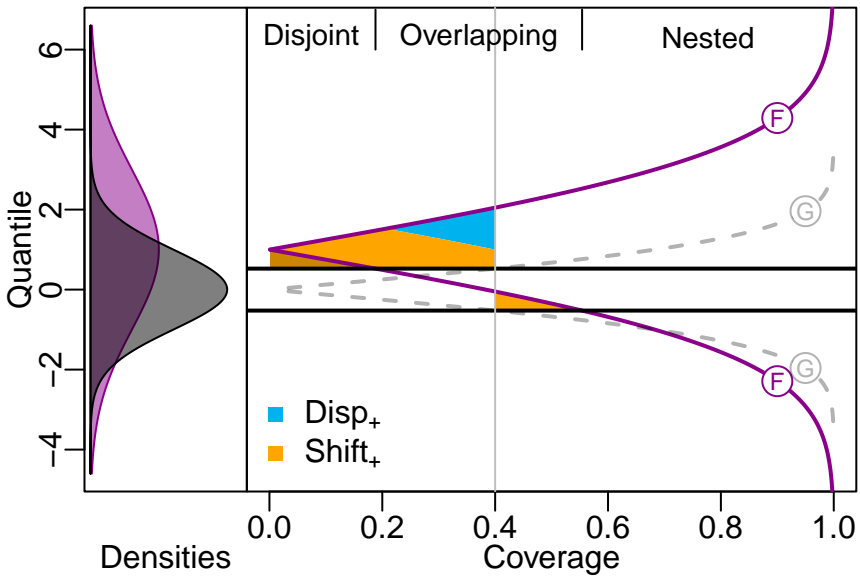 Disjoint Overlapping Nested
6
4
2
0
−2
−4
Quantile
F
G
G
F
Disp+
Shift+
0.0 0.2 0.4 0.6 0.8 1.0
Densities Coverage